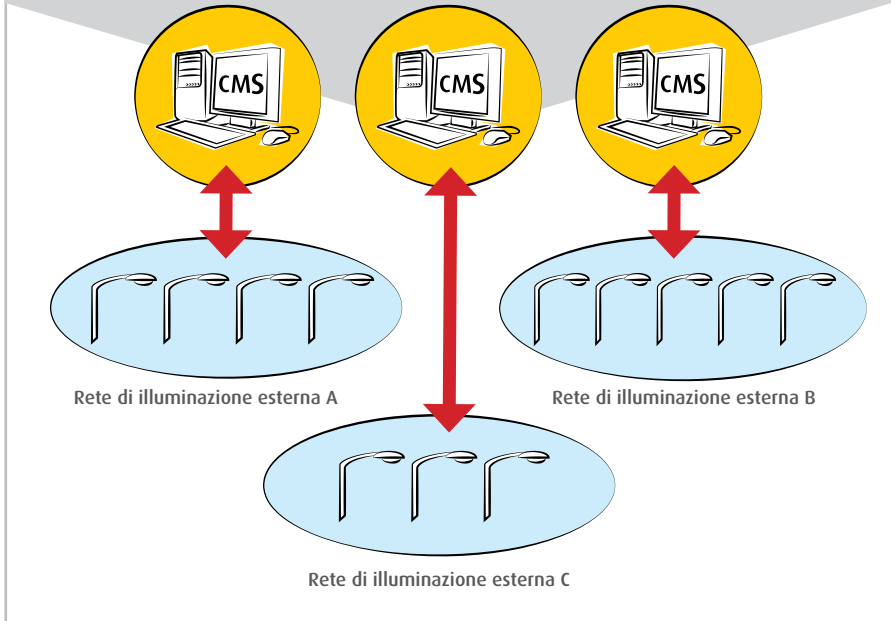 CMS
CMS
CMS
Rete di illuminazione esterna A
Rete di illuminazione esterna B
Rete di illuminazione esterna C